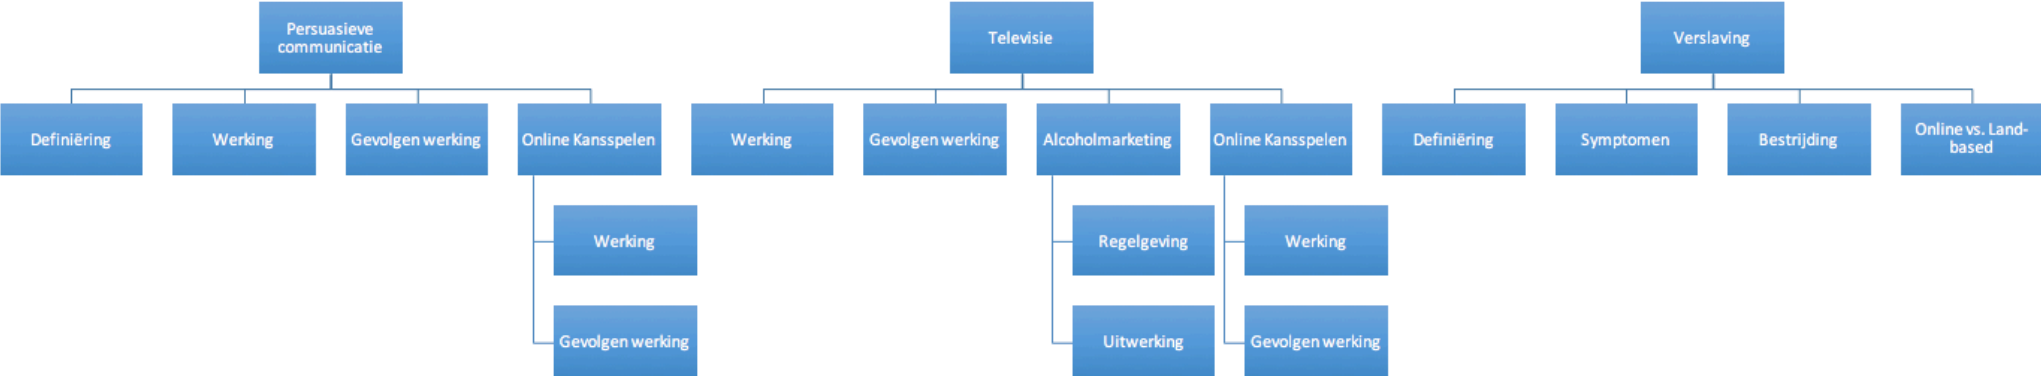 Persuasieve
communicatie
Televisie
Verslaving
Definiëring
Werking
Gevolgen werking
Online Kansspelen
Werking
Gevolgen werking
Alcoholmarketing
Online Kansspelen
Definiëring
Symptomen
Bestrijding
Online vs. Land-
based
Werking
Regelgeving
Werking
Gevolgen werking
Uitwerking
Gevolgen werking